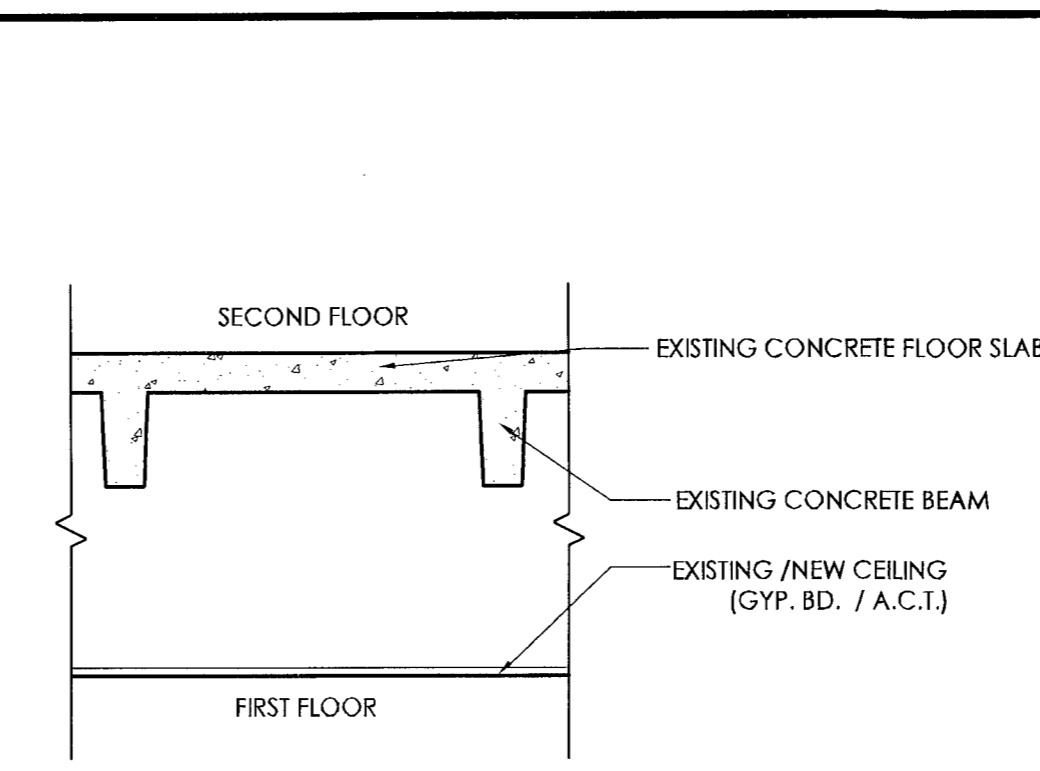 SECOND FLOOR
EXISTING CONCRETE FLOOR SLAB
EXISTING CONCRETE BEAM
EXISTING /NEW CEILING
(GYP. BD. / A.C.T.)
FIRST FLOOR